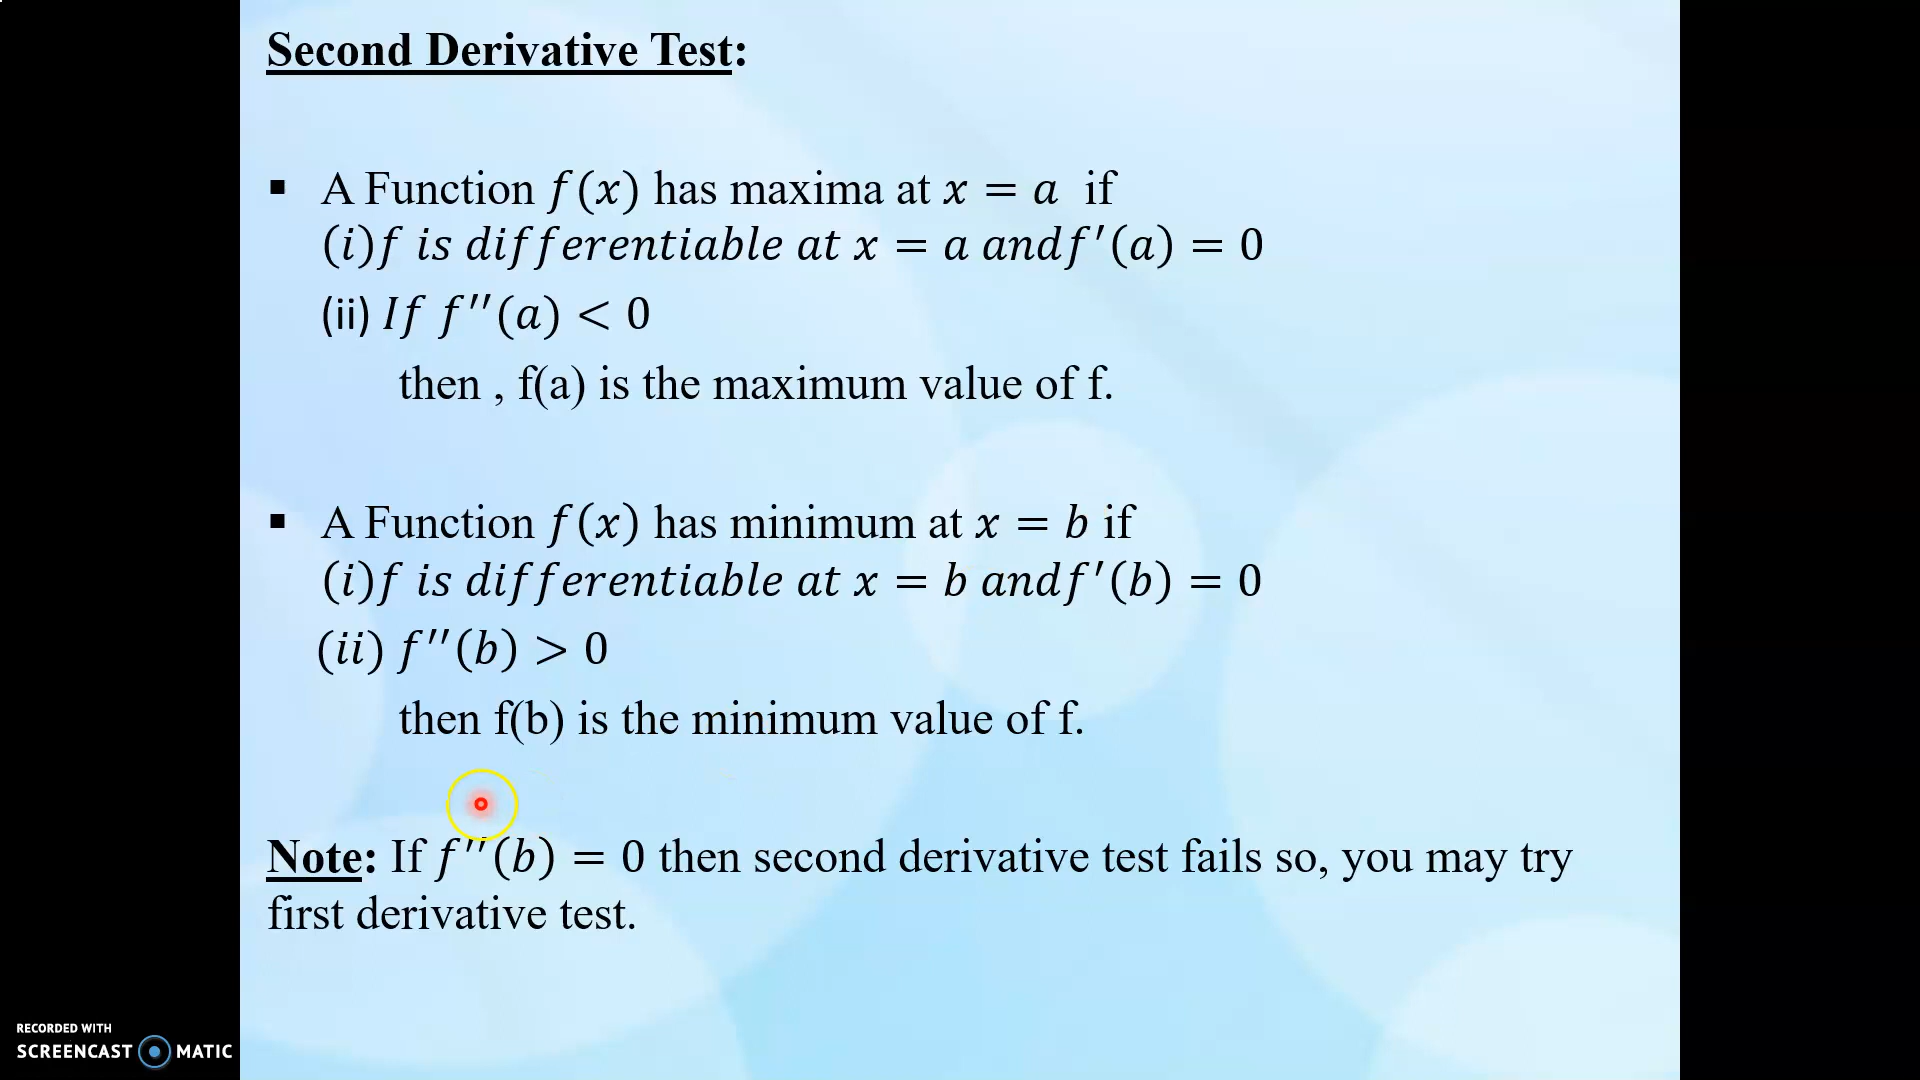 Second Derivative Test:
▪ A Function f(x) has maxima at x = a if
(i)f is differentiable at x = a andf′(a) = 0
(ii) If f′′(a) < 0
then , f(a) is the maximum value of f.
▪ A Function f(x) has minimum at x = b if
(i)f is differentiable at x = b andf′(b) = 0
(ii) f′′(b) > 0
then f(b) is the minimum value of f.
Note: If f′′(b) = 0 then second derivative test fails so, you may try
first derivative test.
RECORDED WITH
SCREENCAST MATIC